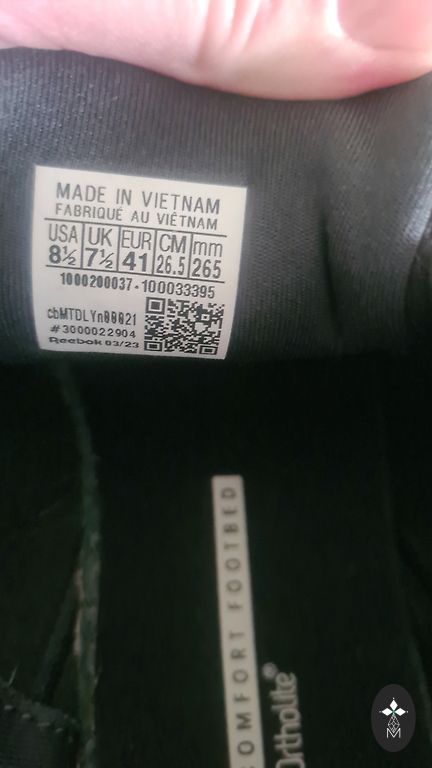 MADE IN VIETNAM
FABRIQUÉ AU VIÊTNAM
USA UK EUR CM mm
8½ 7½ 41 26.5 265
1000200037-100033395
cbMTDLYn00021
#3000022904
Reebok 03/23
COMFORT FOOTBED
Ortholite®
M